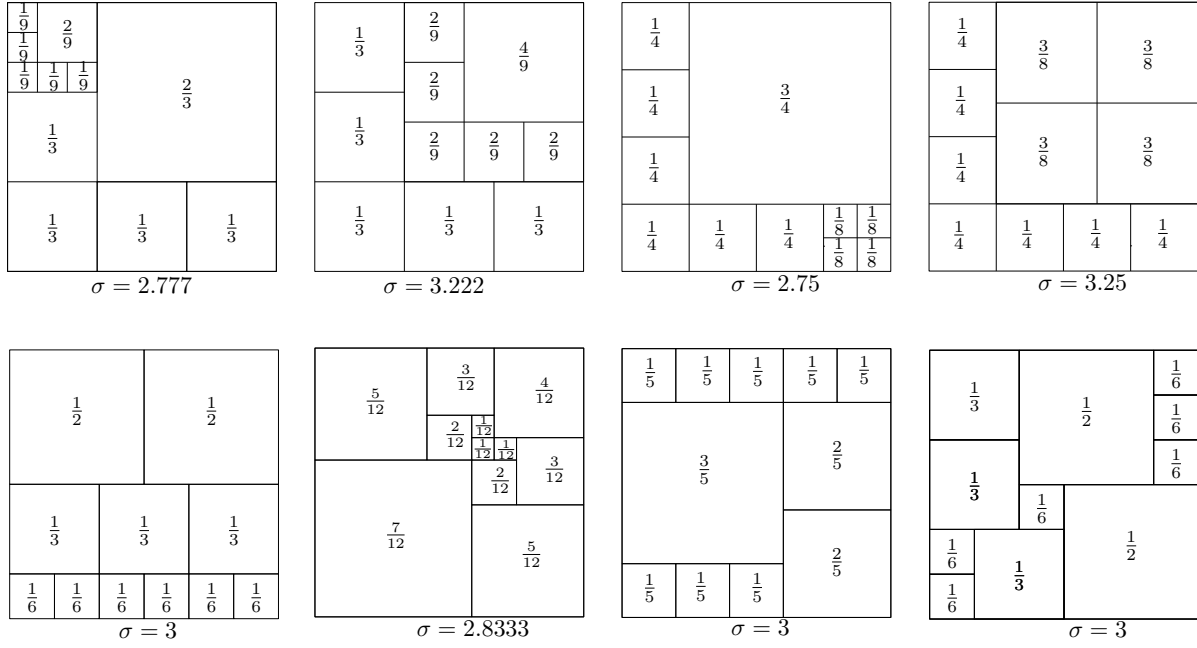 1/9 2/9
1/9
1/9 1/9 1/9 2/3
1/3
1/3 1/3 1/3
σ = 2.777
1/3 2/9 4/9
2/9
1/3 2/9 2/9 2/9
1/3 1/3 1/3
σ = 3.222
1/4
1/4 3/4
1/4
1/4 1/4 1/4 1/8 1/8
1/8 1/8
σ = 2.75
1/4 3/8 3/8
1/4
1/4 3/8 3/8
1/4 1/4 1/4 1/4
σ = 3.25
1/2 1/2
1/3 1/3 1/3
1/6 1/6 1/6 1/6 1/6 1/6
σ = 3
5/12 3/12 4/12
2/12 1/12
1/12 1/12 3/12
2/12
7/12 5/12
σ = 2.8333
1/5 1/5 1/5 1/5 1/5
3/5 2/5
1/5 1/5 1/5 2/5
σ = 3
1/3 1/2 1/6
1/6
1/3 1/6
1/6 1/2
1/6 1/3
1/6
σ = 3